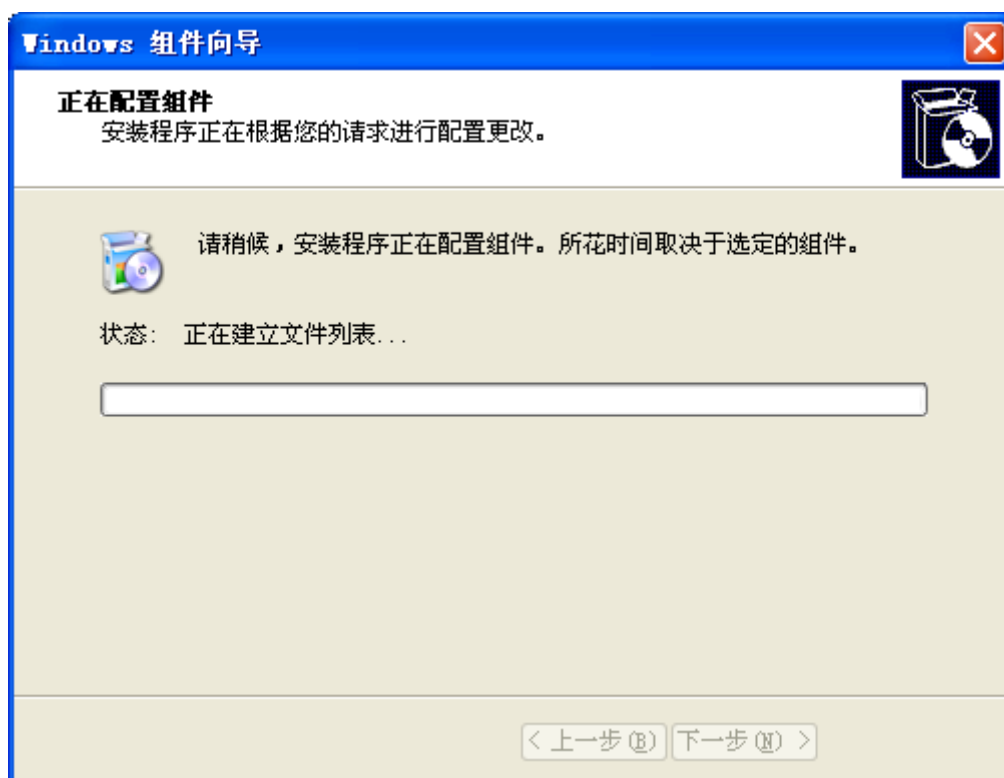 Windows 组件向导
正在配置组件
安装程序正在根据您的请求进行配置更改。
请稍候，安装程序正在配置组件。所花时间取决于选定的组件。
状态: 正在建立文件列表...
< 上一步(B) 下一步(N) >